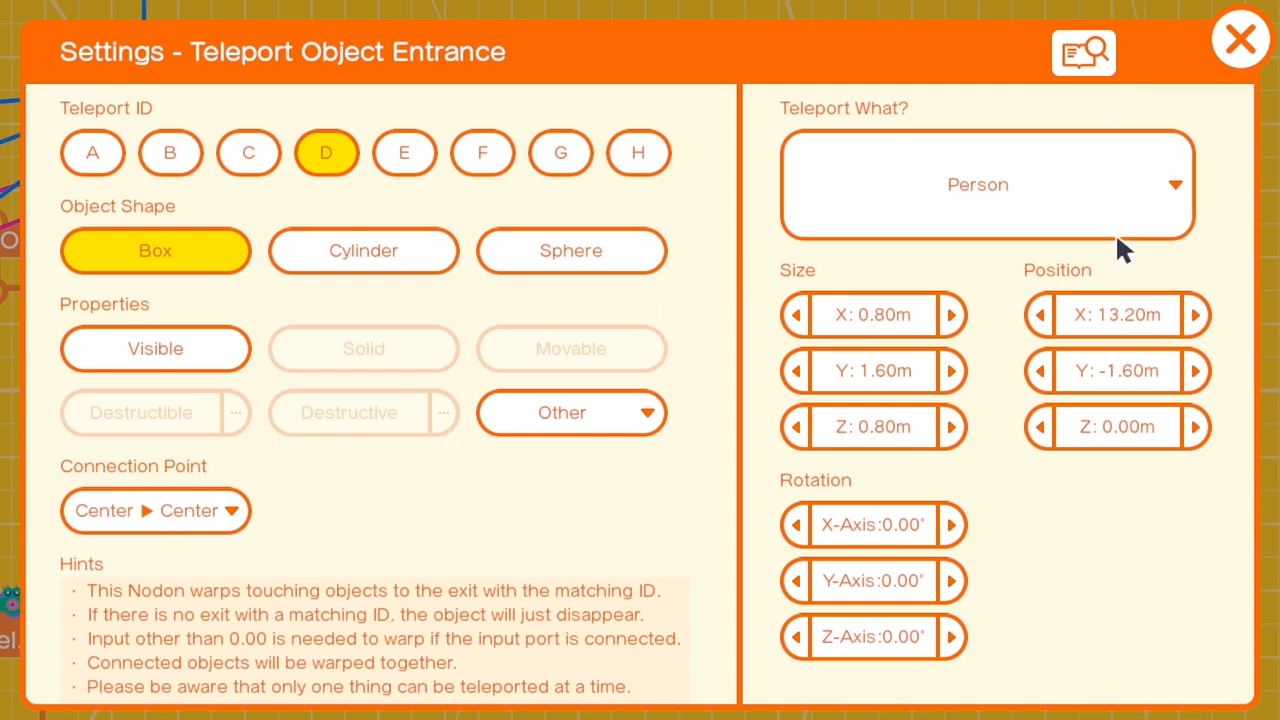 Settings - Teleport Object Entrance
Teleport ID
A B C D E F G H
Object Shape
Box Cylinder Sphere
Properties
Visible Solid Movable
Destructible ... Destructive ... Other
Connection Point
Center ▶ Center
Hints
· This Nodon warps touching objects to the exit with the matching ID.
· If there is no exit with a matching ID, the object will just disappear.
· Input other than 0.00 is needed to warp if the input port is connected.
· Connected objects will be warped together.
· Please be aware that only one thing can be teleported at a time.
Teleport What?
Person
Size
X: 0.80m
Y: 1.60m
Z: 0.80m
Position
X: 13.20m
Y: -1.60m
Z: 0.00m
Rotation
X-Axis:0.00°
Y-Axis:0.00°
Z-Axis:0.00°